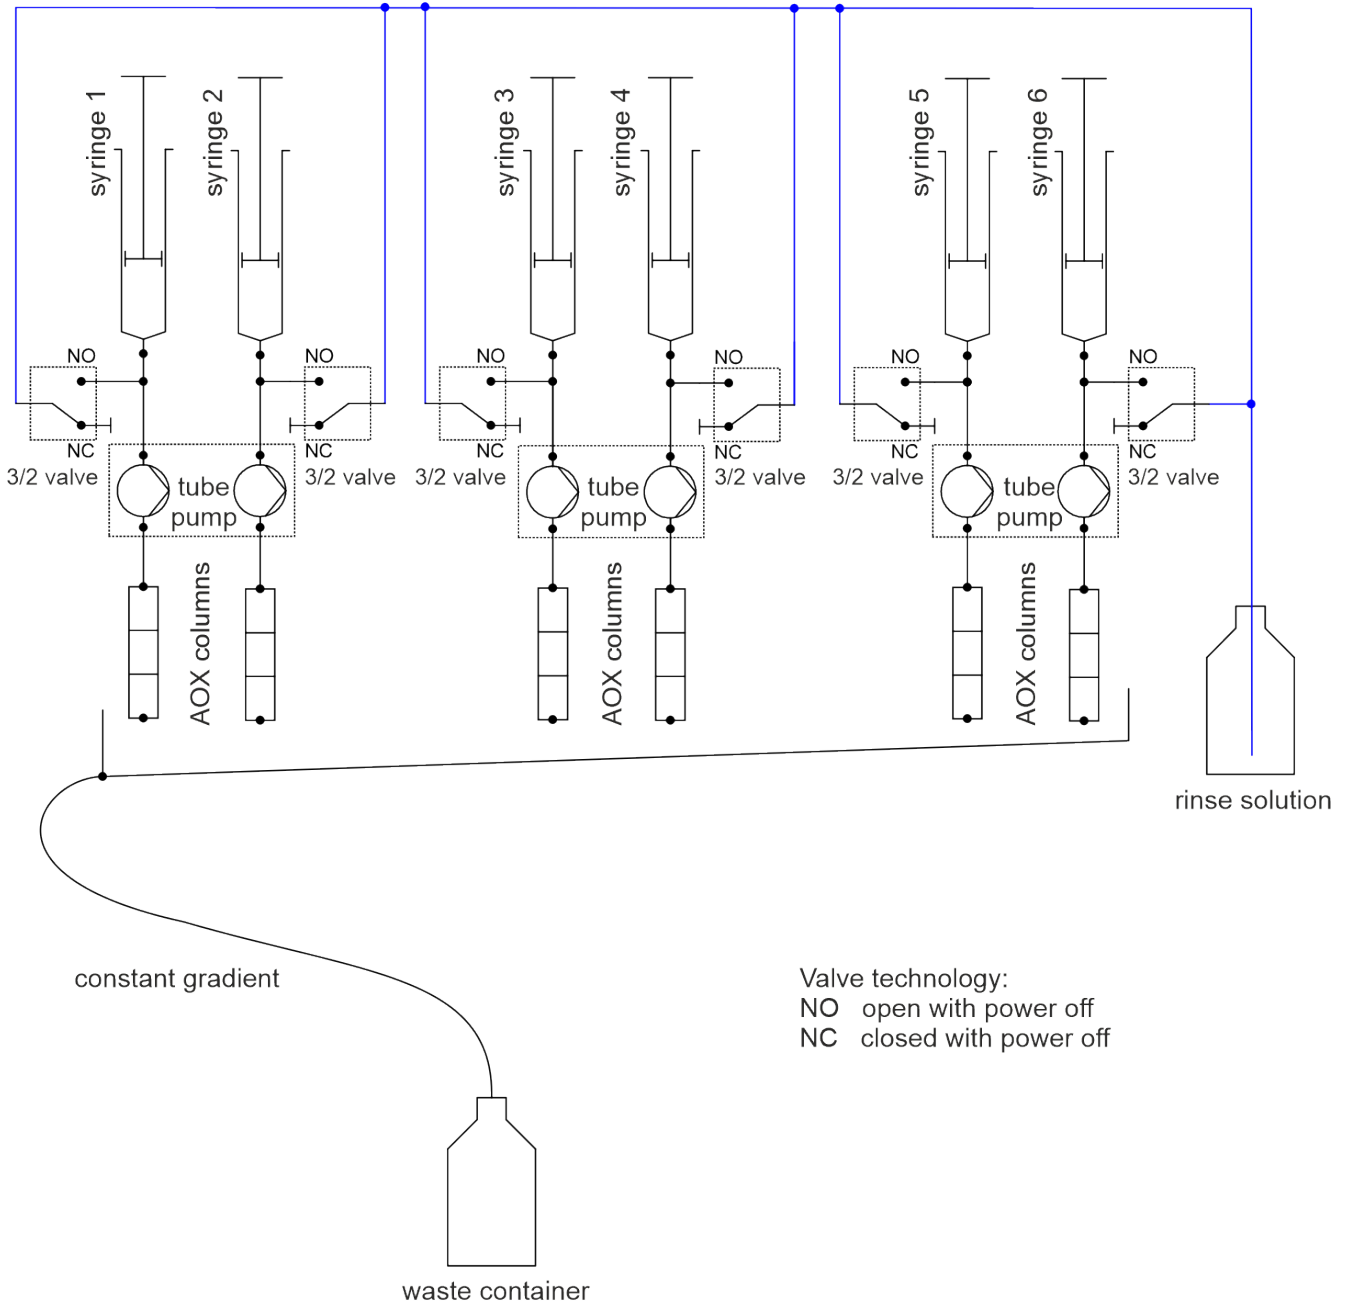 syringe 1
syringe 2
syringe 3
syringe 4
syringe 5
syringe 6
NO
NO
NO
NO
NO
NO
NC
NC
NC
NC
NC
NC
3/2 valve
3/2 valve
3/2 valve
3/2 valve
3/2 valve
3/2 valve
tube
pump
tube
pump
tube
pump
AOX columns
AOX columns
AOX columns
rinse solution
constant gradient
Valve technology:
NO open with power off
NC closed with power off
waste container